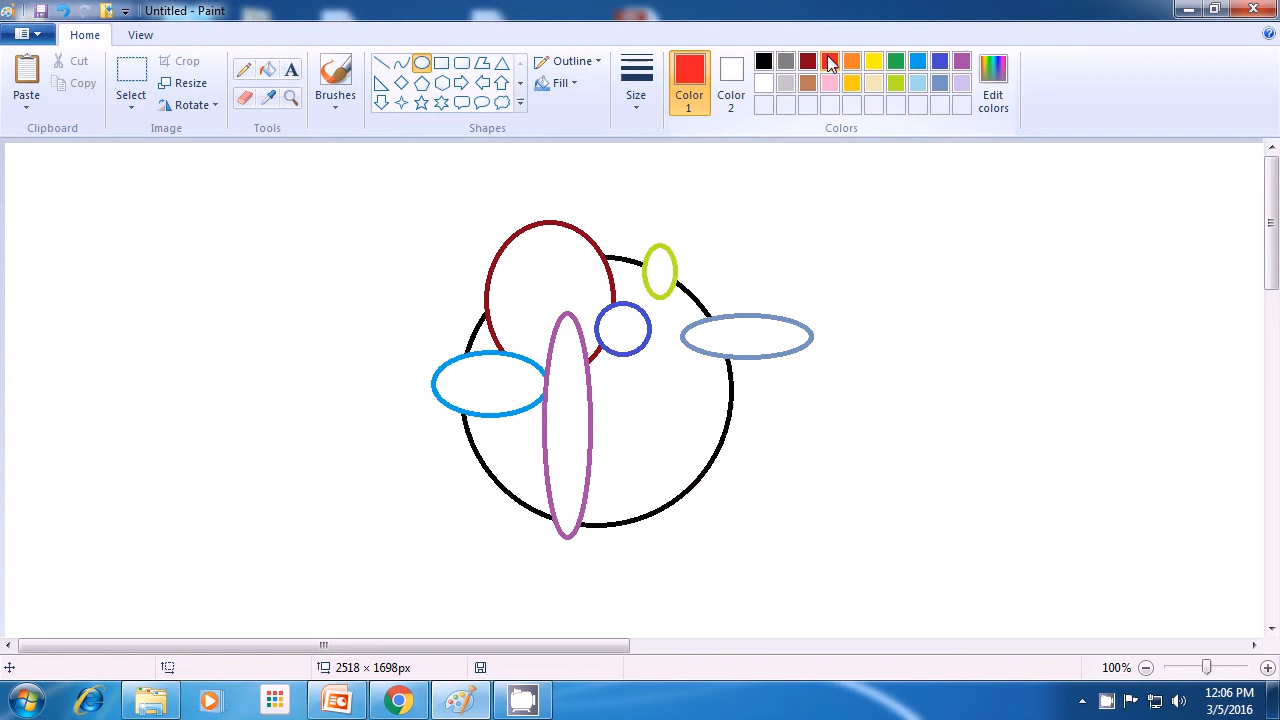 Untitled - Paint
Home View
Paste
Cut
Copy
Clipboard
Select
Crop
Resize
Rotate
Image
A
Tools
Brushes
Outline
Fill
Shapes
Size
Color
1
Color
2
Colors
Edit
colors
2518 × 1698px
100%
12:06 PM
3/5/2016